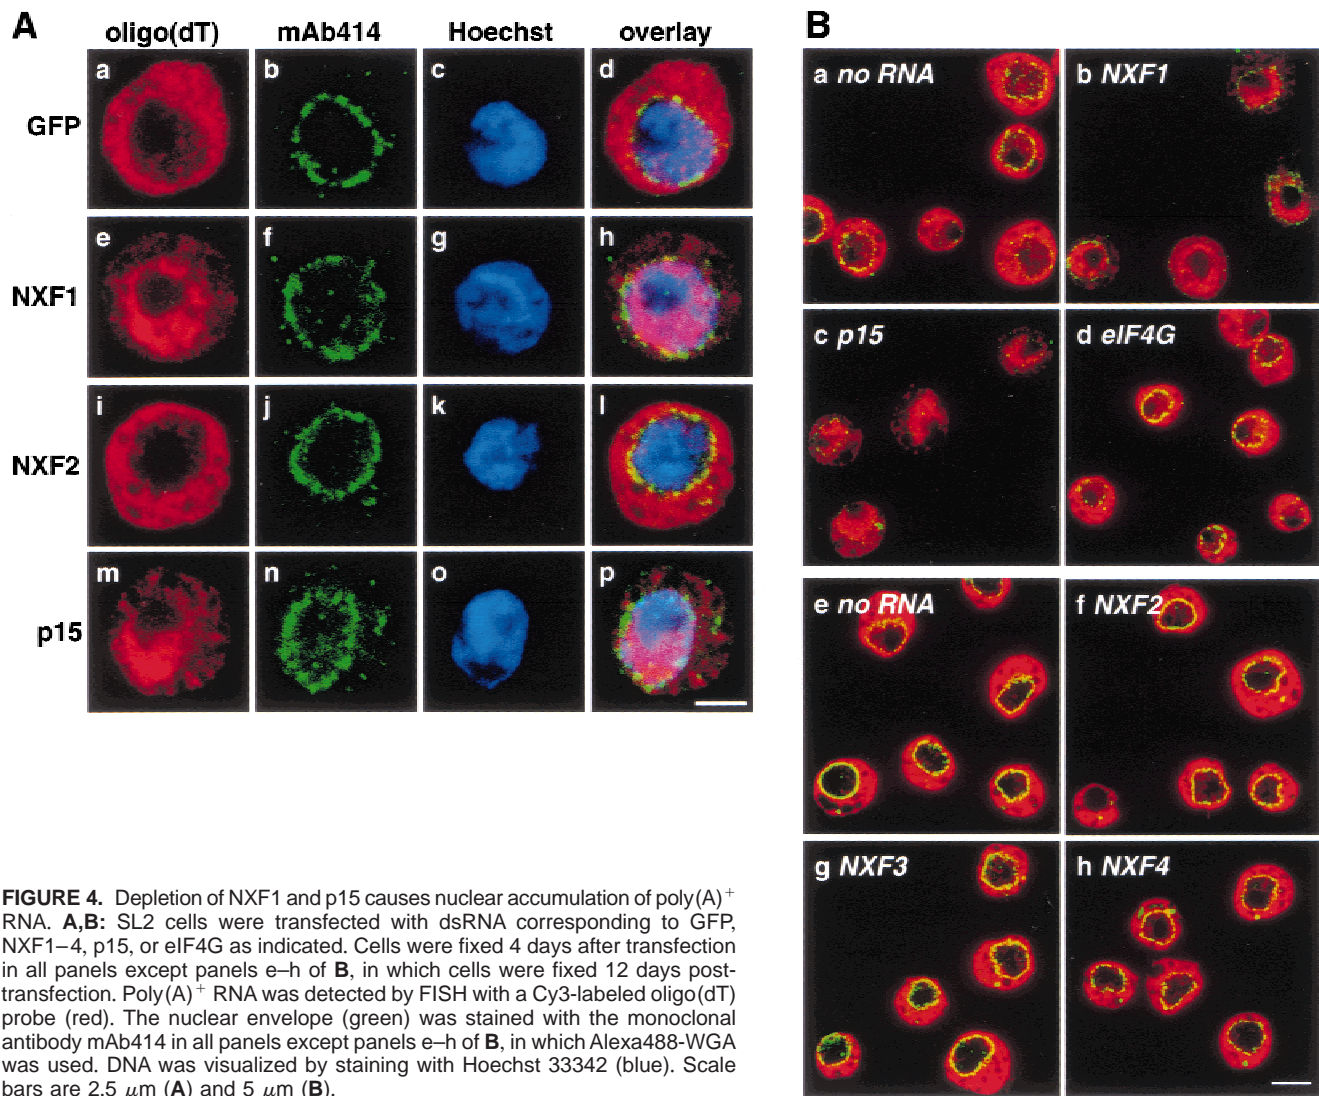 A
oligo(dT) mAb414 Hoechst overlay
GFP a b c d
NXF1 e f g h
NXF2 i j k l
p15 m n o p
B
a no RNA b NXF1
c p15 d eIF4G
e no RNA f NXF2
g NXF3 h NXF4
FIGURE 4. Depletion of NXF1 and p15 causes nuclear accumulation of poly(A)+
RNA. A,B: SL2 cells were transfected with dsRNA corresponding to GFP,
NXF1–4, p15, or eIF4G as indicated. Cells were fixed 4 days after transfection
in all panels except panels e–h of B, in which cells were fixed 12 days post-
transfection. Poly(A)+ RNA was detected by FISH with a Cy3-labeled oligo(dT)
probe (red). The nuclear envelope (green) was stained with the monoclonal
antibody mAb414 in all panels except panels e–h of B, in which Alexa488-WGA
was used. DNA was visualized by staining with Hoechst 33342 (blue). Scale
bars are 2.5 μm (A) and 5 μm (B).